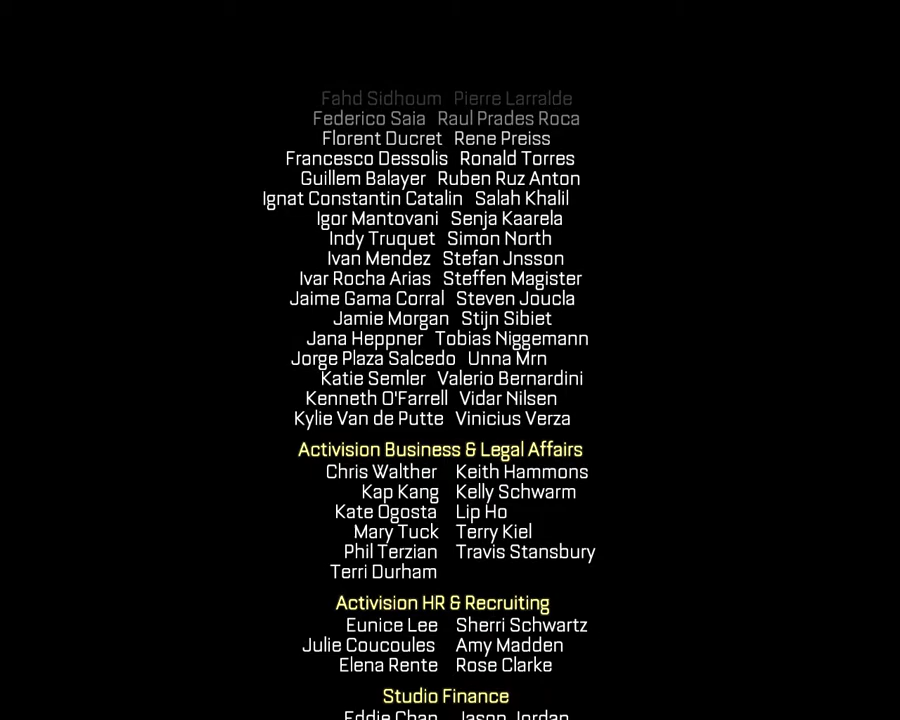 Fahd Sidhoum Pierre Larralde
Federico Saia Raul Prades Roca
Florent Ducret Rene Preiss
Francesco Dessolis Ronald Torres
Guillem Balayer Ruben Ruz Anton
Ignat Constantin Catalin Salah Khalil
Igor Mantovani Senja Kaarela
Indy Truquet Simon North
Ivan Mendez Stefan Jnsson
Ivar Rocha Arias Steffen Magister
Jaime Gama Corral Steven Joucla
Jamie Morgan Stijn Sibiet
Jana Heppner Tobias Niggemann
Jorge Plaza Salcedo Unna Mrn
Katie Semler Valerio Bernardini
Kenneth O'Farrell Vidar Nilsen
Kylie Van de Putte Vinicius Verza
Activision Business & Legal Affairs
Chris Walther Keith Hammons
Kap Kang Kelly Schwarm
Kate Ogosta Lip Ho
Mary Tuck Terry Kiel
Phil Terzian Travis Stansbury
Terri Durham
Activision HR & Recruiting
Eunice Lee Sherri Schwartz
Julie Coucoules Amy Madden
Elena Rente Rose Clarke
Studio Finance
Eddie Chan Jason Jordan